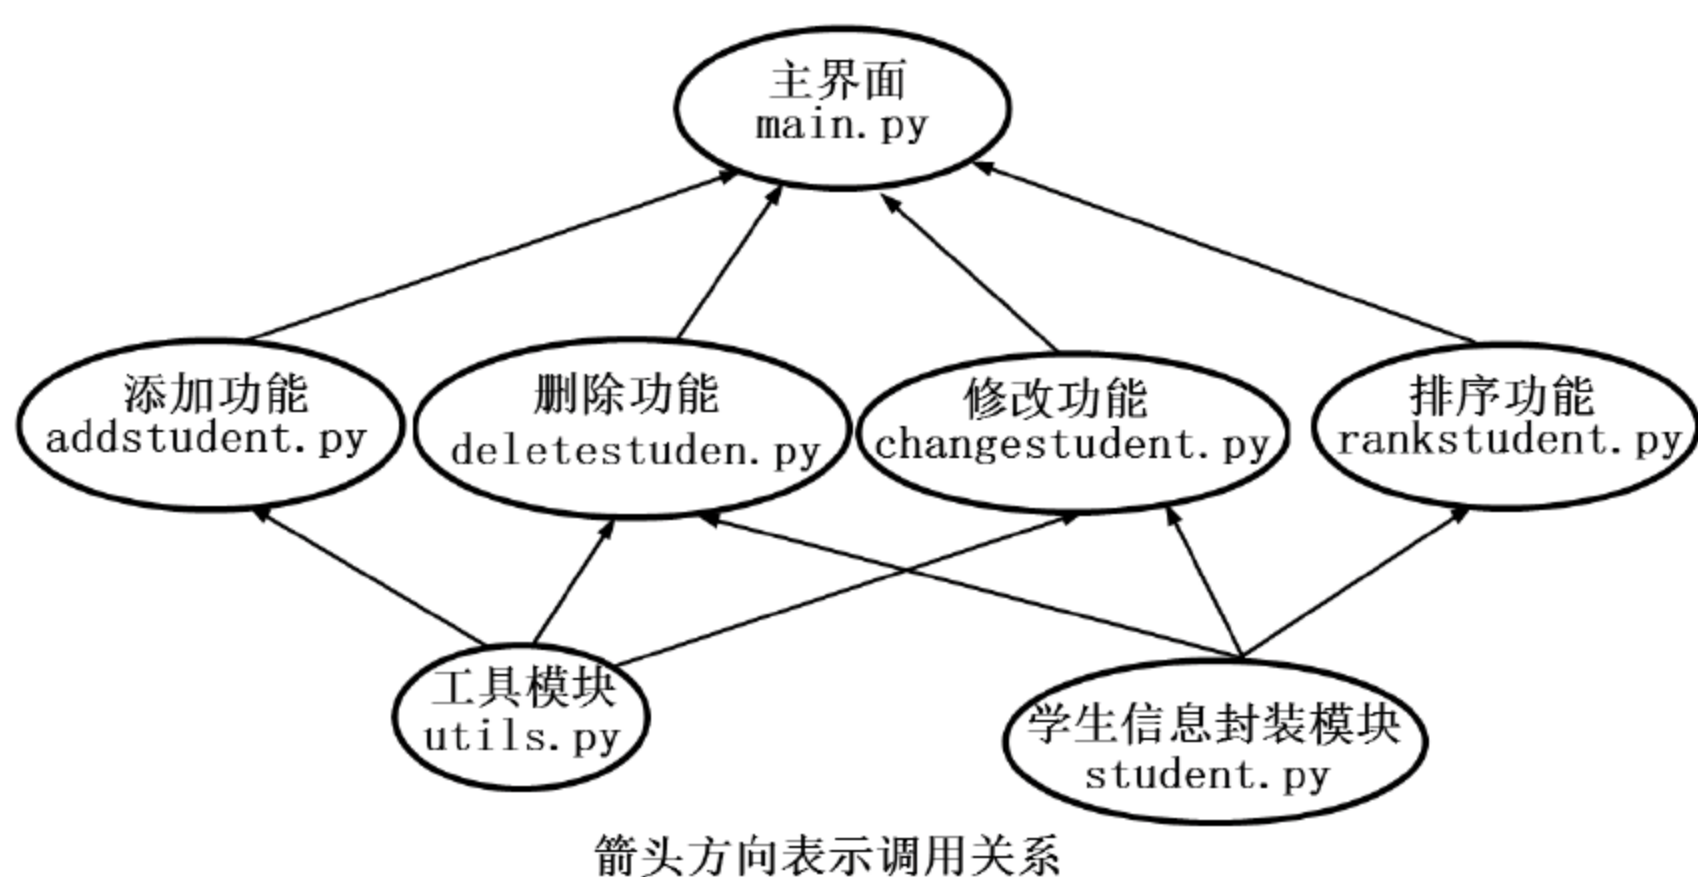 主界面
main.py
添加功能
addstudent.py
删除功能
deletestuden.py
修改功能
changestudent.py
排序功能
rankstudent.py
工具模块
utils.py
学生信息封装模块
student.py
箭头方向表示调用关系